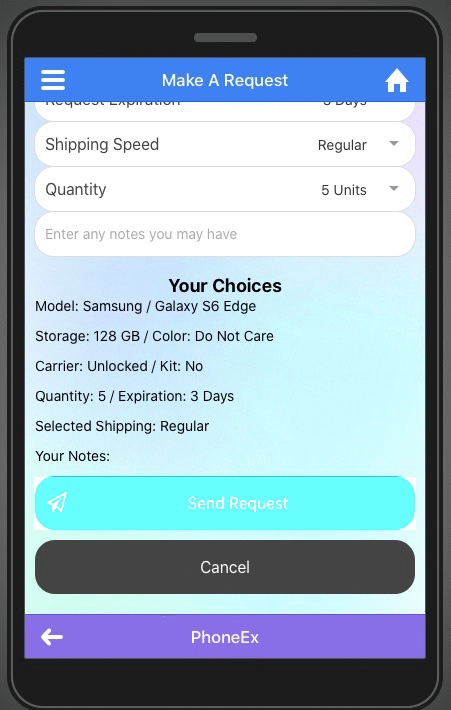 Make A Request
Request Expiration 3 Days
Shipping Speed Regular
Quantity 5 Units
Enter any notes you may have
Your Choices
Model: Samsung / Galaxy S6 Edge
Storage: 128 GB / Color: Do Not Care
Carrier: Unlocked / Kit: No
Quantity: 5 / Expiration: 3 Days
Selected Shipping: Regular
Your Notes:
Send Request
Cancel
PhoneEx